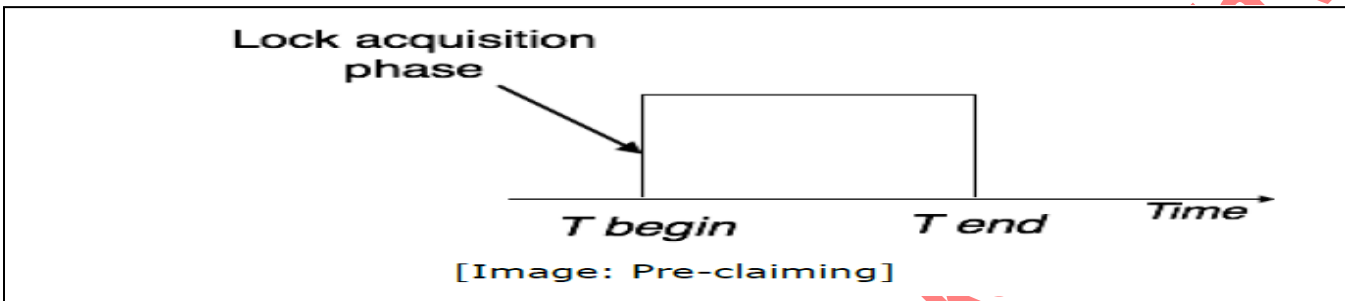 Lock acquisition
phase
T begin
T end
Time
[Image: Pre-claiming]